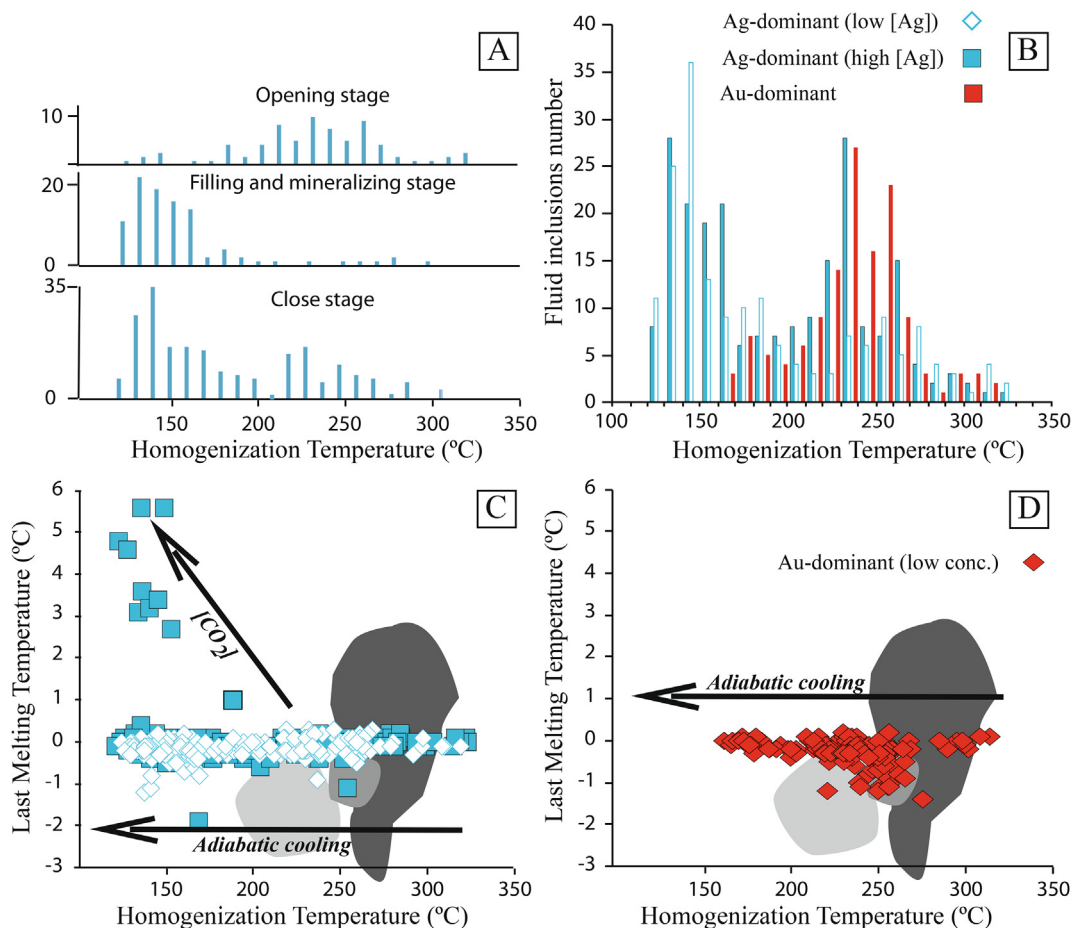 A
Opening stage
10
0
Filling and mineralizing stage
20
0
Close stage
35
0
150 200 250 300 350
Homogenization Temperature (ºC)
B
Ag-dominant (low [Ag])
Ag-dominant (high [Ag])
Au-dominant
Fluid inclusions number
40
35
30
25
20
15
10
5
0
100 150 200 250 300 350
Homogenization Temperature (ºC)
C
Last Melting Temperature (ºC)
6
5
4
3
2
1
0
-1
-2
-3
[CO2]
Adiabatic cooling
150 200 250 300 350
Homogenization Temperature (ºC)
D
Au-dominant (low conc.)
Last Melting Temperature (ºC)
6
5
4
3
2
1
0
-1
-2
-3
Adiabatic cooling
150 200 250 300 350
Homogenization Temperature (ºC)